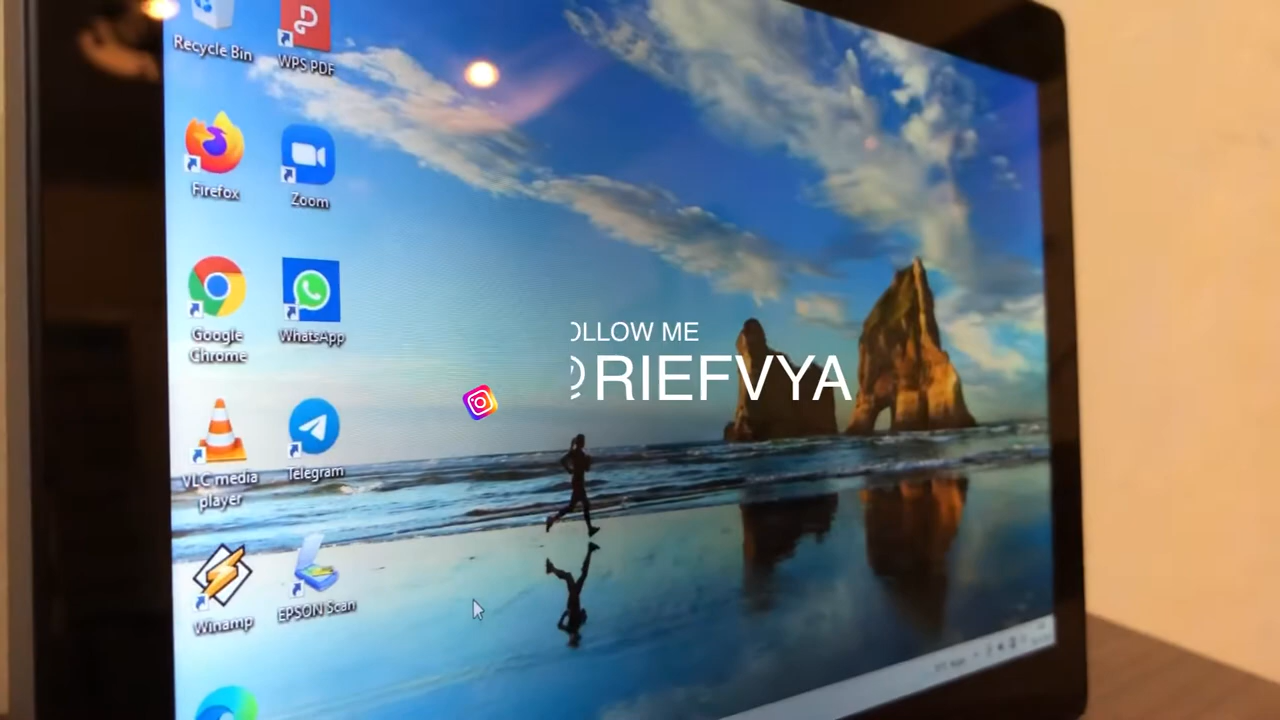 Recycle Bin
WPS PDF
Firefox
Zoom
Google
Chrome
WhatsApp
OLLOW ME
@RIEFVYA
VLC media
player
Telegram
Winamp
EPSON Scan